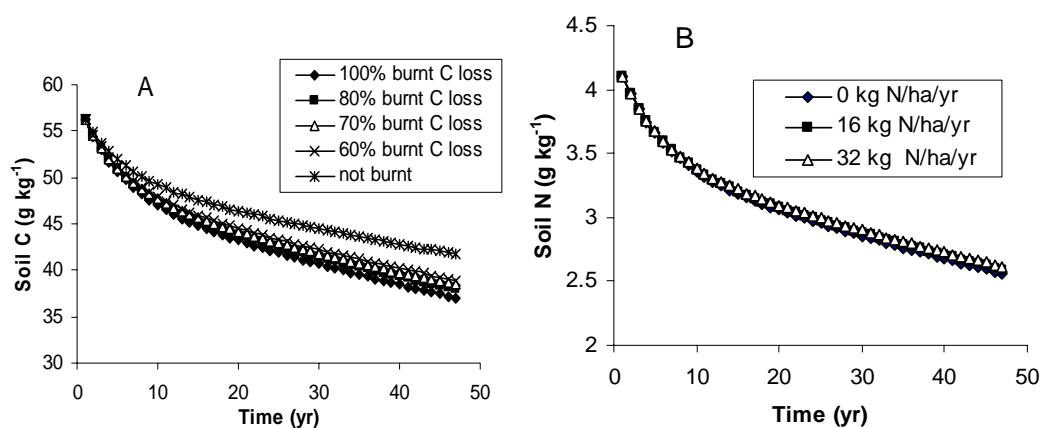 A
60
55
50
45
40
35
30
Soil C (g kg-1)
0 10 20 30 40 50
Time (yr)
100% burnt C loss
80% burnt C loss
70% burnt C loss
60% burnt C loss
not burnt
B
4.5
4
3.5
3
2.5
2
Soil N (g kg-1)
0 10 20 30 40 50
Time (yr)
0 kg N/ha/yr
16 kg N/ha/yr
32 kg N/ha/yr